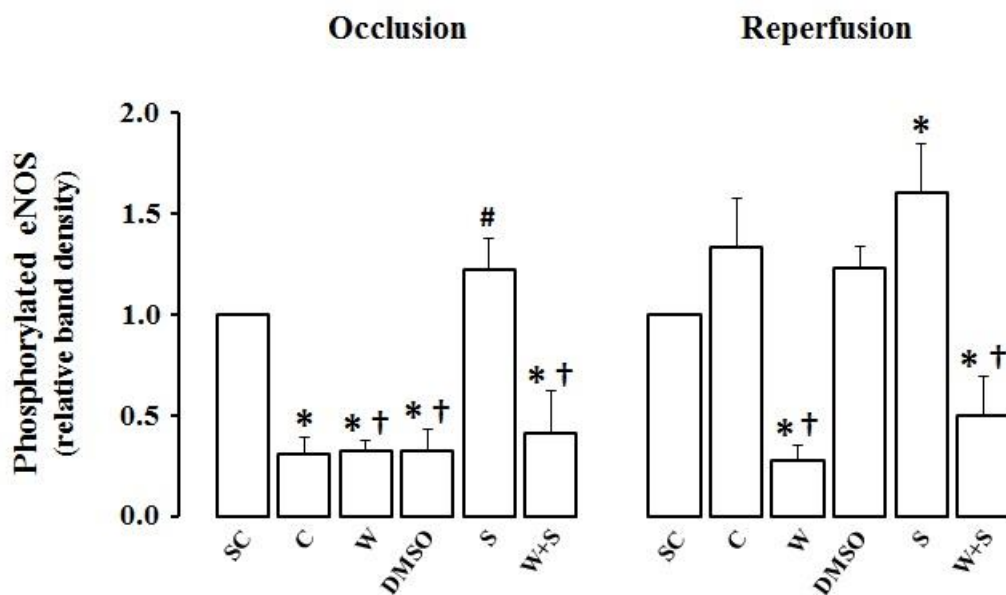 Occlusion Reperfusion
Phosphorylated eNOS
(relative band density)
2.0
1.5
1.0
0.5
0.0
#
*
* †
* †
* †
*
* †
* †
SC C W DMSO S W+S
SC C W DMSO S W+S